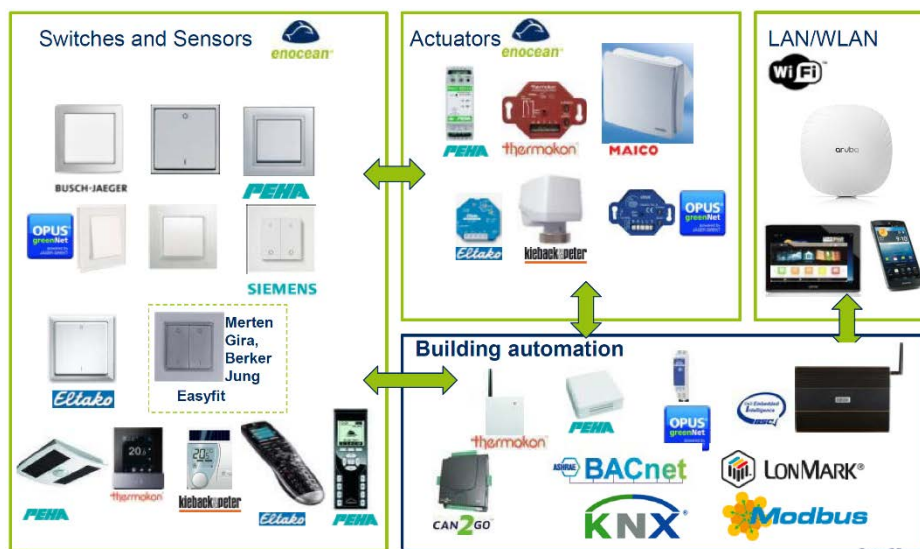 Switches and Sensors
enocean
BUSCH-JAEGER
PEHA
OPUS
greenNet
SIEMENS
Eltako
Merten
Gira,
Berker
Jung
Easyfit
PEHA
thermokon
kieback&peter
Eltako
PEHA
Actuators
enocean
PEHA
thermokon
MAICO
Eltako
kieback&peter
OPUS
greenNet
LAN/WLAN
WiFi
aruba
Building automation
thermokon
PEHA
OPUS
greenNet
CAN2GO
ASHRAE BACnet
LONMARK®
KNX®
Modbus